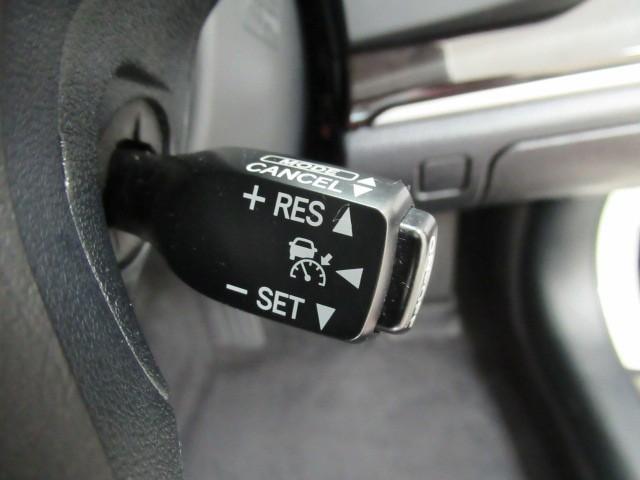 MODE
CANCEL
+ RES
- SET